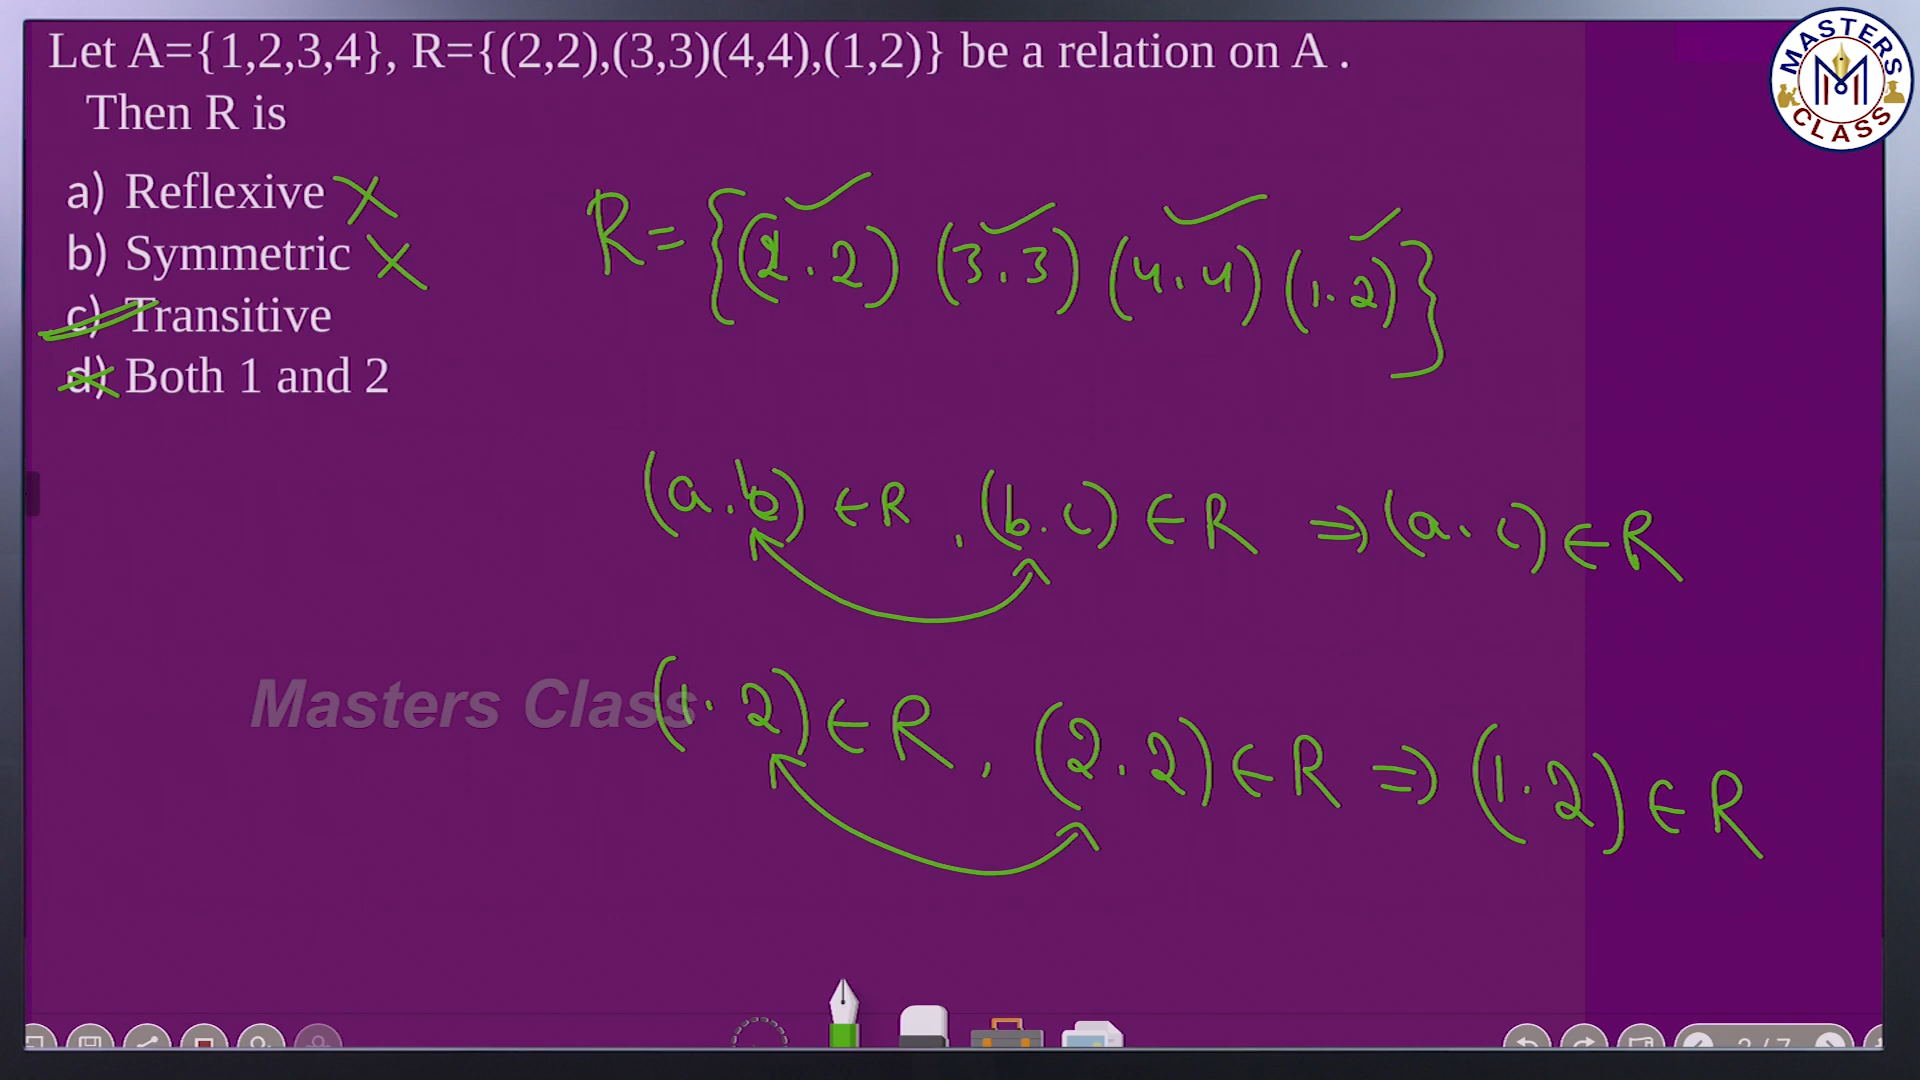 Let A={1,2,3,4}, R={(2,2),(3,3)(4,4),(1,2)} be a relation on A .
Then R is
a) Reflexive
b) Symmetric
c) Transitive
d) Both 1 and 2
R={(2.2) (3.3) (4.4) (1.2)}
(a.b)∈R , (b.c)∈R ⇒(a.c)∈R
(1.2)∈R , (2.2)∈R ⇒ (1.2)∈R
Masters Class
MASTERS
CLASS